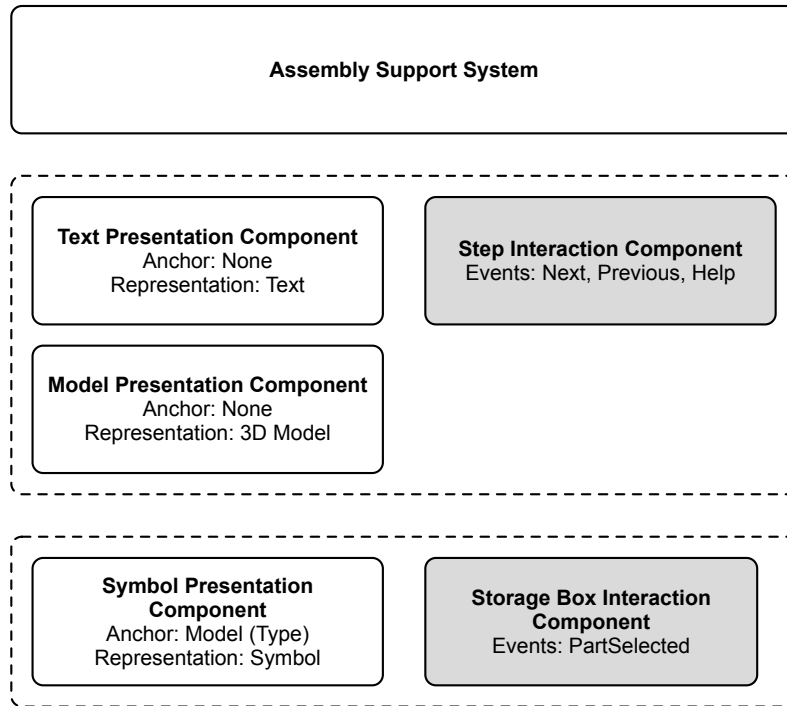 Assembly Support System
Text Presentation Component
Anchor: None
Representation: Text
Step Interaction Component
Events: Next, Previous, Help
Model Presentation Component
Anchor: None
Representation: 3D Model
Symbol Presentation
Component
Anchor: Model (Type)
Representation: Symbol
Storage Box Interaction
Component
Events: PartSelected